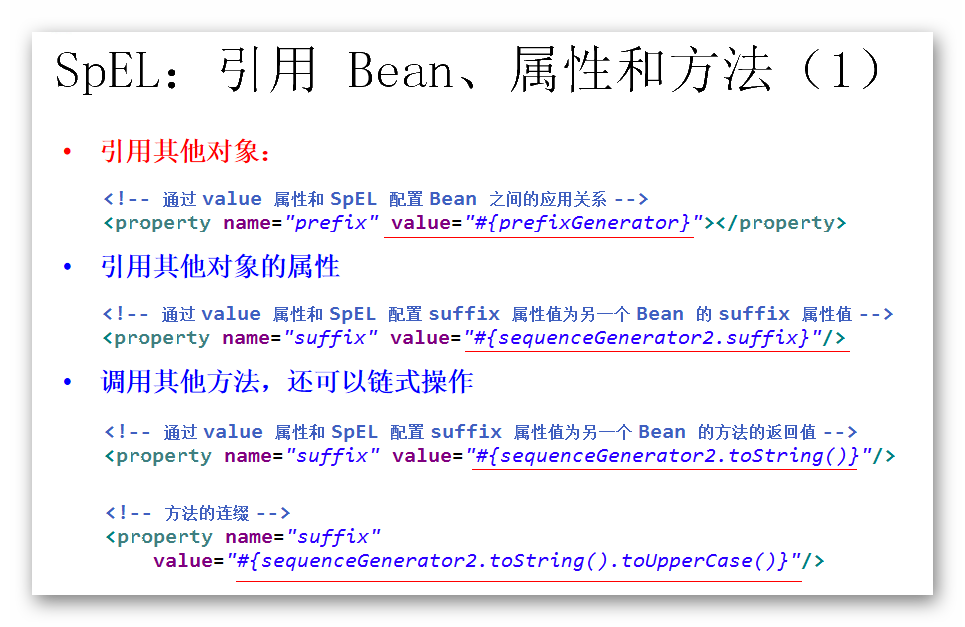 SpEL：引用 Bean、属性和方法（1）
• 引用其他对象：
<!-- 通过 value 属性和 SpEL 配置 Bean 之间的应用关系 -->
<property name="prefix" value="#{prefixGenerator}"></property>
• 引用其他对象的属性
<!-- 通过 value 属性和 SpEL 配置 suffix 属性值为另一个 Bean 的 suffix 属性值 -->
<property name="suffix" value="#{sequenceGenerator2.suffix}"/>
• 调用其他方法，还可以链式操作
<!-- 通过 value 属性和 SpEL 配置 suffix 属性值为另一个 Bean 的方法的返回值 -->
<property name="suffix" value="#{sequenceGenerator2.toString()}"/>
<!-- 方法的连缀 -->
<property name="suffix"
value="#{sequenceGenerator2.toString().toUpperCase()}"/>